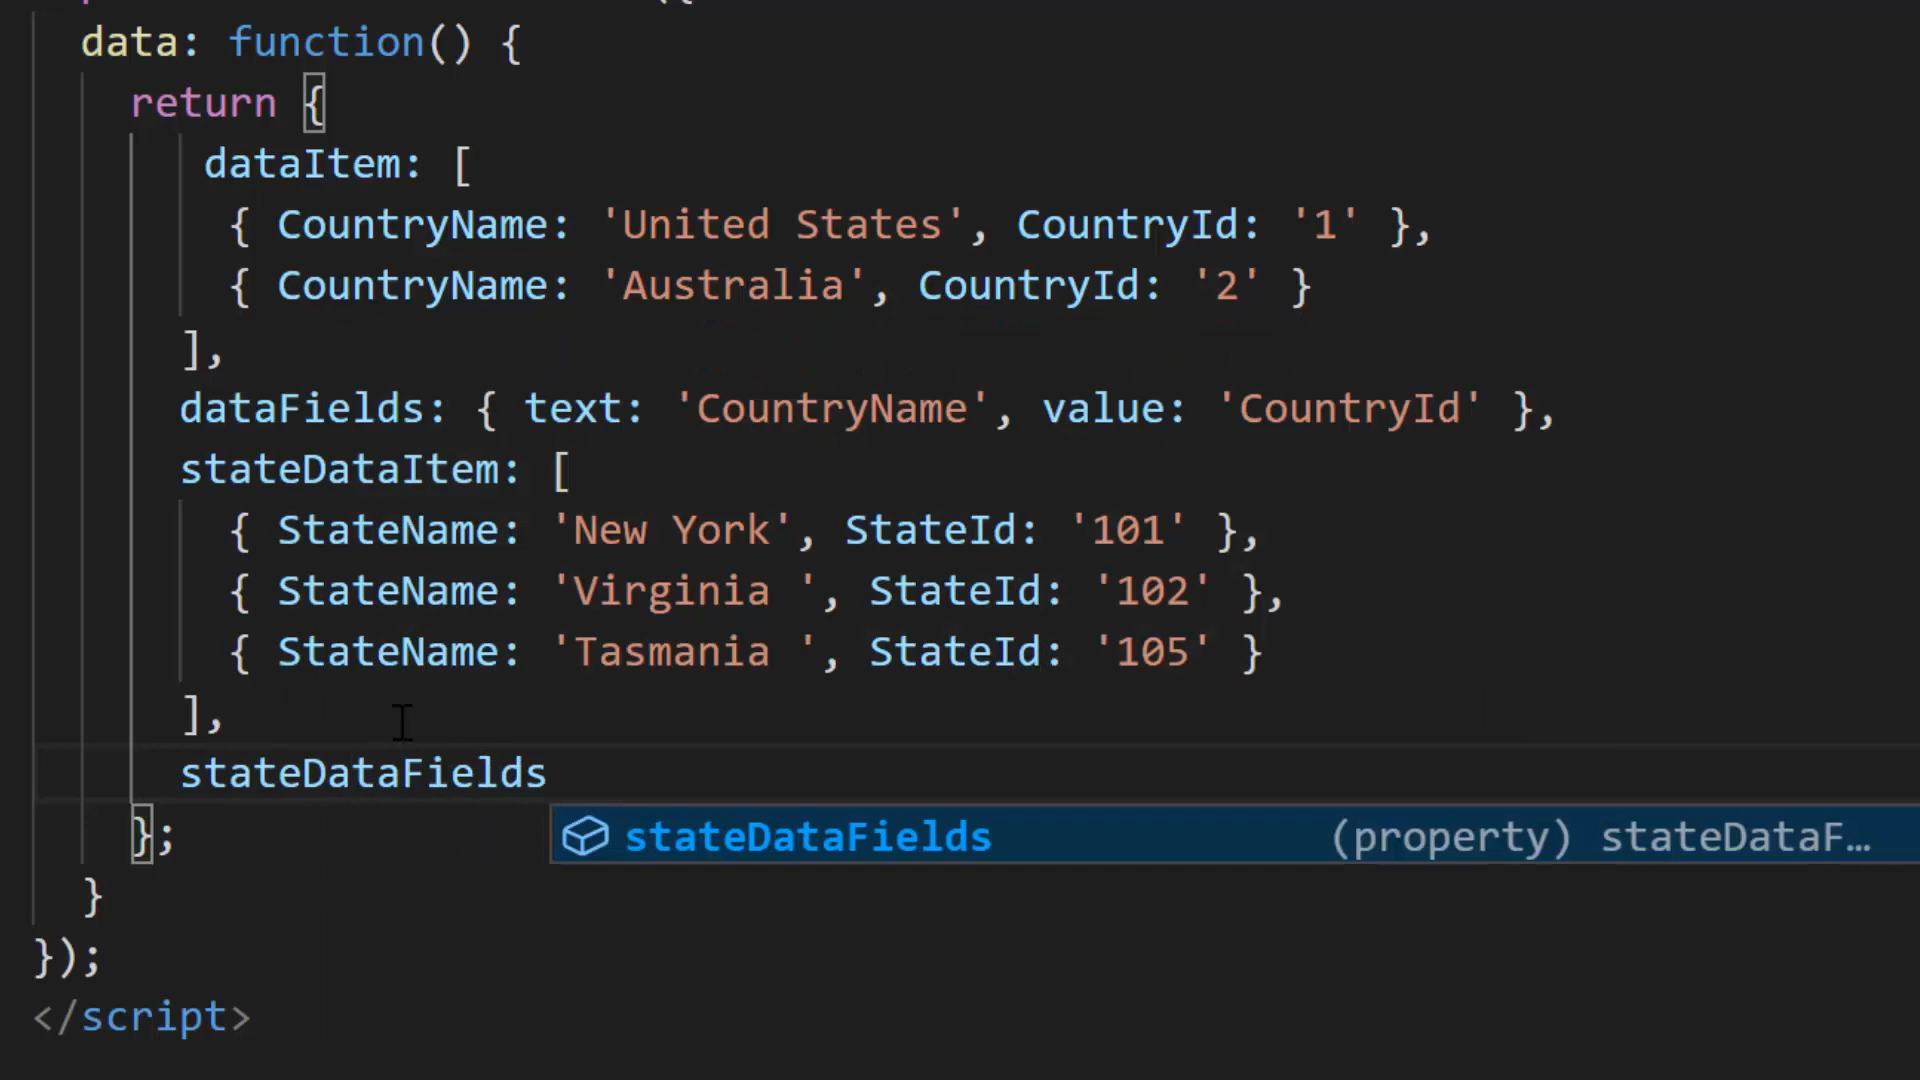 data: function() {
return {
dataItem: [
{ CountryName: 'United States', CountryId: '1' },
{ CountryName: 'Australia', CountryId: '2' }
],
dataFields: { text: 'CountryName', value: 'CountryId' },
stateDataItem: [
{ StateName: 'New York', StateId: '101' },
{ StateName: 'Virginia ', StateId: '102' },
{ StateName: 'Tasmania ', StateId: '105' }
],
stateDataFields
stateDataFields (property) stateDataF…
};
}
});
</script>